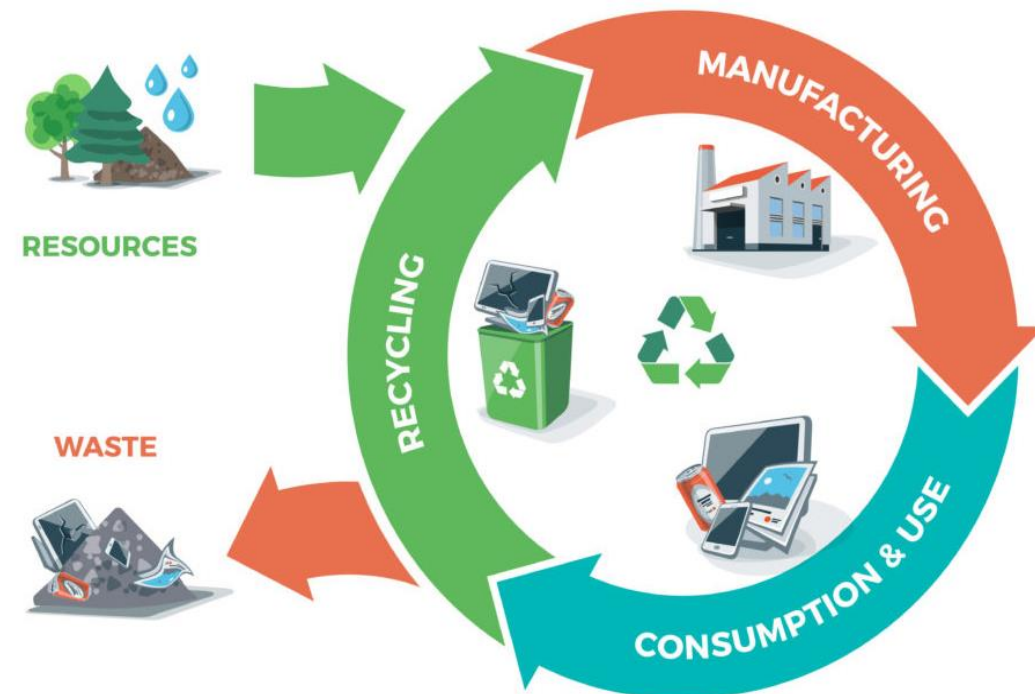 RESOURCES
WASTE
RECYCLING
MANUFACTURING
CONSUMPTION & USE